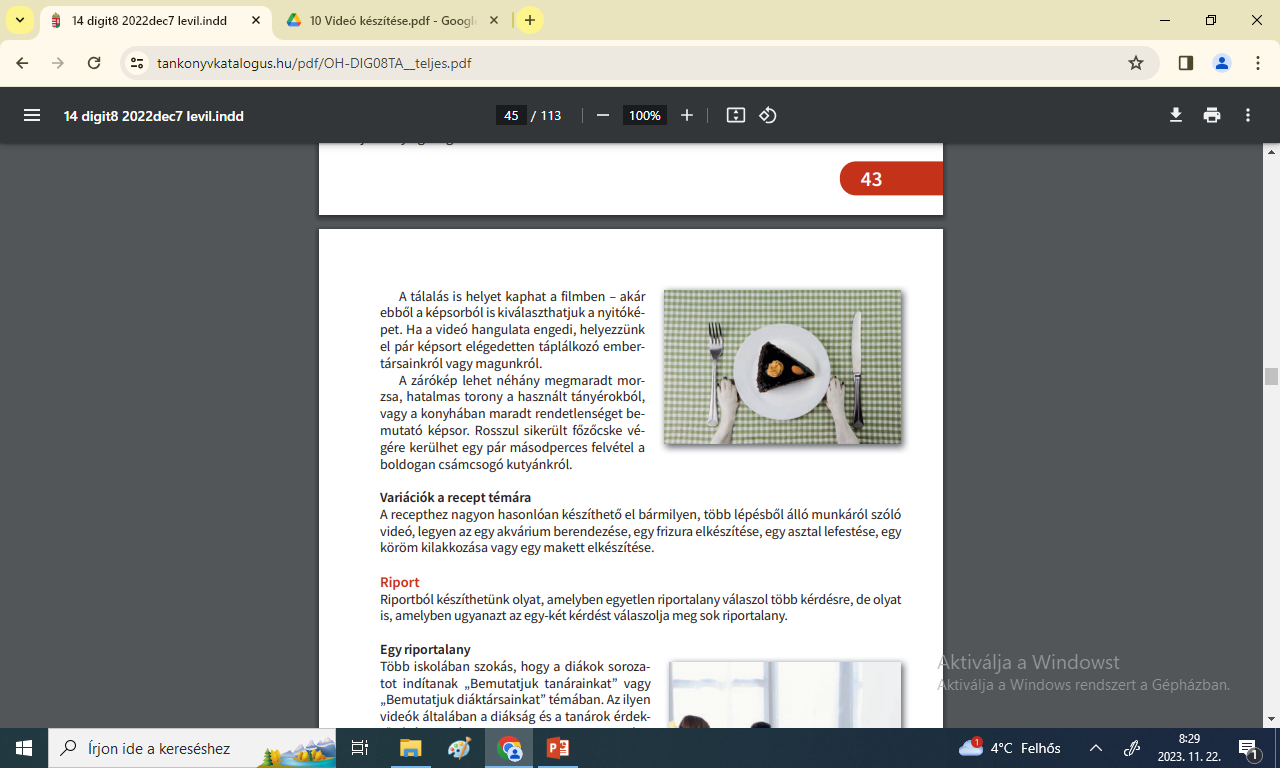 14 digit8 2022dec7 levil.indd
10 Videó készítése.pdf - Google
tankonyvkatalogus.hu/pdf/OH-DIG08TA__teljes.pdf
14 digit8 2022dec7 levil.indd
45 / 113
100%
43
A tálalás is helyet kaphat a filmben – akár
ebből a képsorból is kiválaszthatjuk a nyitóké-
pet. Ha a videó hangulata engedi, helyezzünk
el pár képsort elégedetten táplálkozó ember-
társainkról vagy magunkról.
A zárókép lehet néhány megmaradt mor-
zsa, hatalmas torony a használt tányérokból,
vagy a konyhában maradt rendetlenséget be-
mutató képsor. Rosszul sikerült főzőcske vé-
gére kerülhet egy pár másodperces felvétel a
boldogan csámcsogó kutyánkról.
Variációk a recept témára
A recepthez nagyon hasonlóan készíthető el bármilyen, több lépésből álló munkáról szóló
videó, legyen az egy akvárium berendezése, egy frizura elkészítése, egy asztal lefestése, egy
köröm kilakkozása vagy egy makett elkészítése.
Riport
Riportból készíthetünk olyat, amelyben egyetlen riportalany válaszol több kérdésre, de olyat
is, amelyben ugyanazt az egy-két kérdést válaszolja meg sok riportalany.
Egy riportalany
Több iskolában szokás, hogy a diákok soroza-
tot indítanak „Bemutatjuk tanárainkat” vagy
„Bemutatjuk diáktársainkat” témában. Az ilyen
videók általában a diákság és a tanárok érdek-
Aktiválja a Windowst
Aktiválja a Windows rendszert a Gépházban.
Írjon ide a kereséshez
1
4°C Felhős
8:29
2023. 11. 22.
1